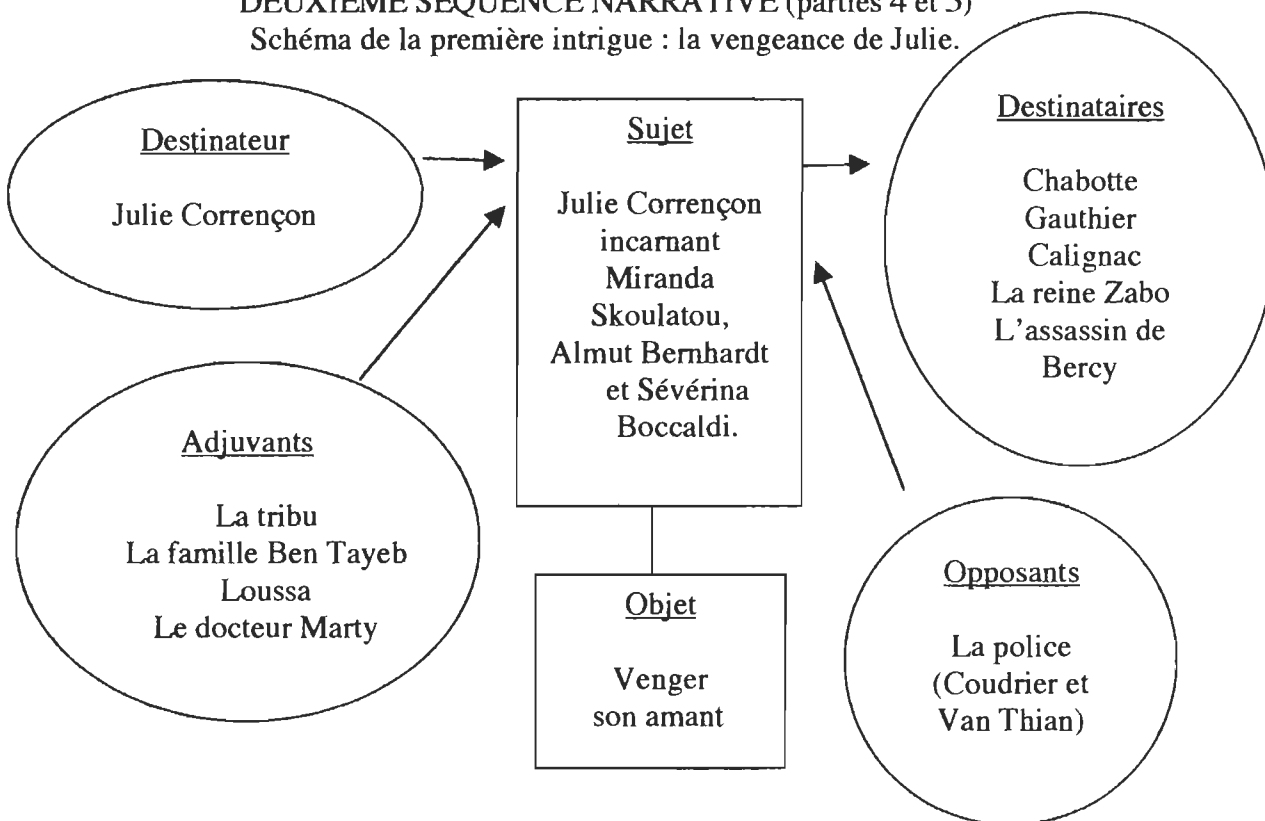 DEUXIÈME SÉQUENCE NARRATIVE (parties 4 et 5)
Schéma de la première intrigue : la vengeance de Julie.
Destinateur
Julie Corrençon
Sujet
Julie Corrençon
incarnant
Miranda
Skoulatou,
Almut Bernhardt
et Sévérina
Boccaldi.
Destinataires
Chabotte
Gauthier
Calignac
La reine Zabo
L'assassin de
Bercy
Adjuvants
La tribu
La famille Ben Tayeb
Loussa
Le docteur Marty
Objet
Venger
son amant
Opposants
La police
(Coudrier et
Van Thian)